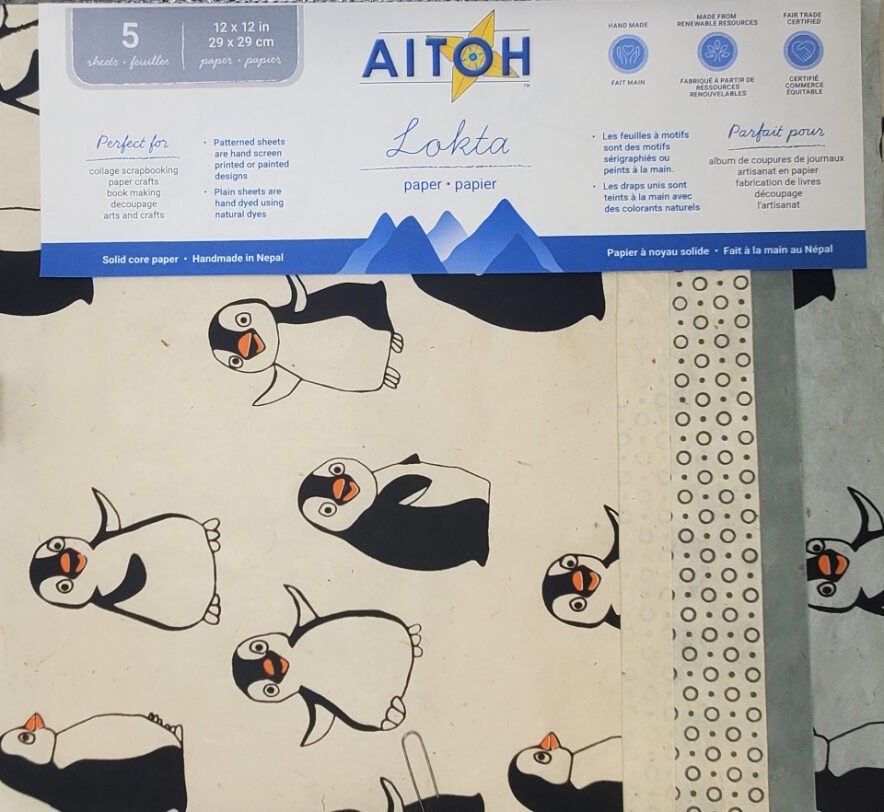 5
sheets • feuilles
12 x 12 in
29 x 29 cm
paper • papier
AITOH
TM
HAND MADE
FAIT MAIN
MADE FROM
RENEWABLE RESOURCES
FABRIQUÉ À PARTIR DE
RESSOURCES
RENOUVELABLES
FAIR TRADE
CERTIFIED
CERTIFIÉ
COMMERCE
ÉQUITABLE
Perfect for
collage scrapbooking
paper crafts
book making
decoupage
arts and crafts
• Patterned sheets
are hand screen
printed or painted
designs
• Plain sheets are
hand dyed using
natural dyes
Lokta
paper • papier
• Les feuilles à motifs
sont des motifs
sérigraphiés ou
peints à la main.
• Les draps unis sont
teints à la main avec
des colorants naturels
Parfait pour
album de coupures de journaux
artisanat en papier
fabrication de livres
découpage
l'artisanat
Solid core paper • Handmade in Nepal
Papier à noyau solide • Fait à la main au Népal